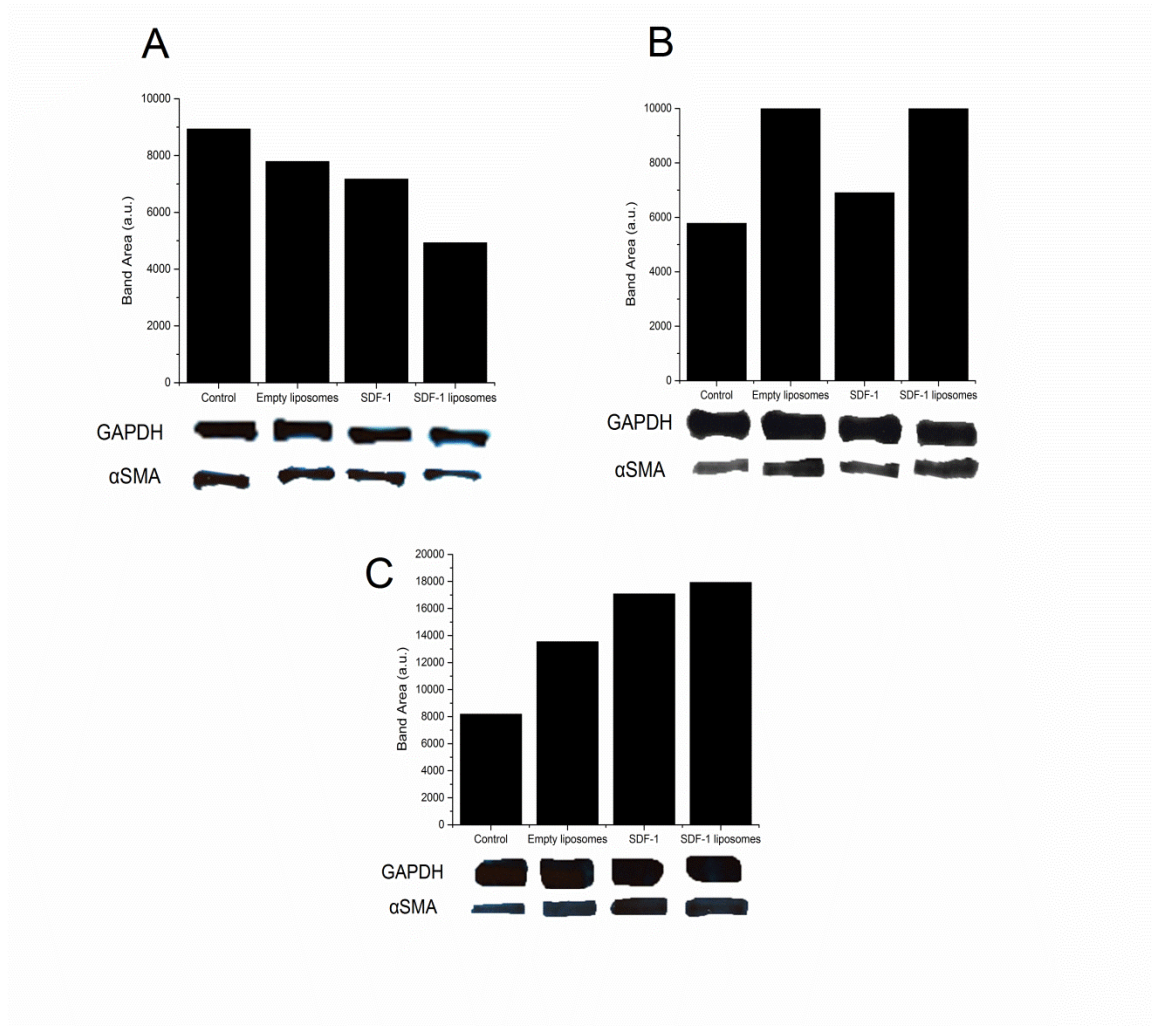 A
10000
8000
6000
4000
2000
0
Band Area (a.u.)
Control Empty liposomes SDF-1 SDF-1 liposomes
GAPDH
αSMA
B
10000
8000
6000
4000
2000
0
Band Area (a.u.)
Control Empty liposomes SDF-1 SDF-1 liposomes
GAPDH
αSMA
C
20000
18000
16000
14000
12000
10000
8000
6000
4000
2000
0
Band Area (a.u.)
Control Empty liposomes SDF-1 SDF-1 liposomes
GAPDH
αSMA